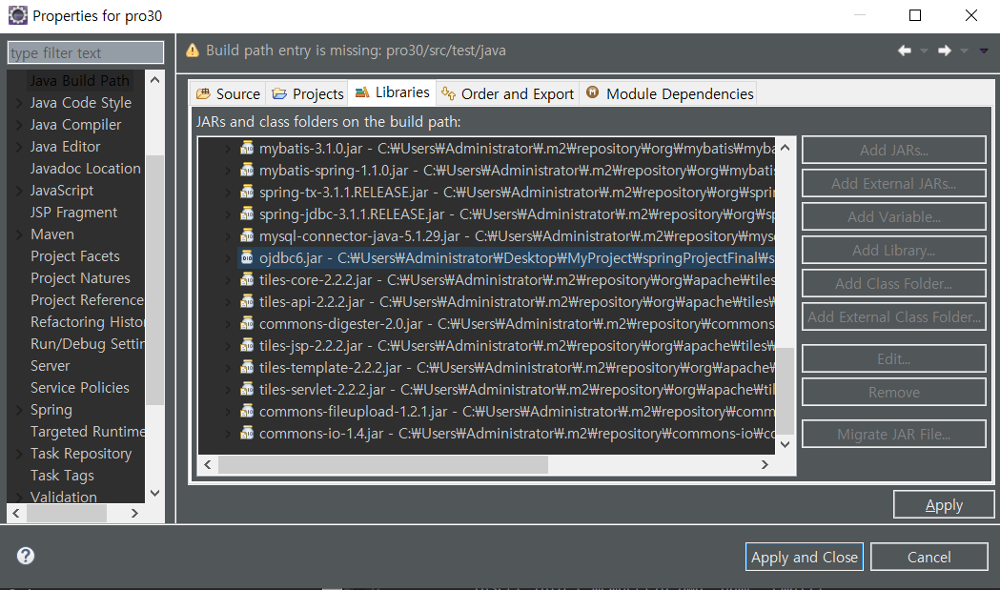 Properties for pro30
type filter text
Build path entry is missing: pro30/src/test/java
Java Build Path
Java Code Style
Java Compiler
Java Editor
Javadoc Location
JavaScript
JSP Fragment
Maven
Project Facets
Project Natures
Project Reference
Refactoring Histor
Run/Debug Settin
Server
Service Policies
Spring
Targeted Runtime
Task Repository
Task Tags
Validation
Source Projects Libraries Order and Export Module Dependencies
JARs and class folders on the build path:
mybatis-3.1.0.jar - C:₩Users₩Administrator₩.m2₩repository₩org₩mybatis₩myba
mybatis-spring-1.1.0.jar - C:₩Users₩Administrator₩.m2₩repository₩org₩mybati
spring-tx-3.1.1.RELEASE.jar - C:₩Users₩Administrator₩.m2₩repository₩org₩sprin
spring-jdbc-3.1.1.RELEASE.jar - C:₩Users₩Administrator₩.m2₩repository₩org₩sp
mysql-connector-java-5.1.29.jar - C:₩Users₩Administrator₩.m2₩repository₩myso
ojdbc6.jar - C:₩Users₩Administrator₩Desktop₩MyProject₩springProjectFinal₩s
tiles-core-2.2.2.jar - C:₩Users₩Administrator₩.m2₩repository₩org₩apache₩tiles
tiles-api-2.2.2.jar - C:₩Users₩Administrator₩.m2₩repository₩org₩apache₩tiles₩
commons-digester-2.0.jar - C:₩Users₩Administrator₩.m2₩repository₩commons
tiles-jsp-2.2.2.jar - C:₩Users₩Administrator₩.m2₩repository₩org₩apache₩tiles₩
tiles-template-2.2.2.jar - C:₩Users₩Administrator₩.m2₩repository₩org₩apache₩
tiles-servlet-2.2.2.jar - C:₩Users₩Administrator₩.m2₩repository₩org₩apache₩til
commons-fileupload-1.2.1.jar - C:₩Users₩Administrator₩.m2₩repository₩comm
commons-io-1.4.jar - C:₩Users₩Administrator₩.m2₩repository₩commons-io₩co
Add JARs...
Add External JARs...
Add Variable...
Add Library...
Add Class Folder...
Add External Class Folder...
Edit...
Remove
Migrate JAR File...
Apply
Apply and Close
Cancel